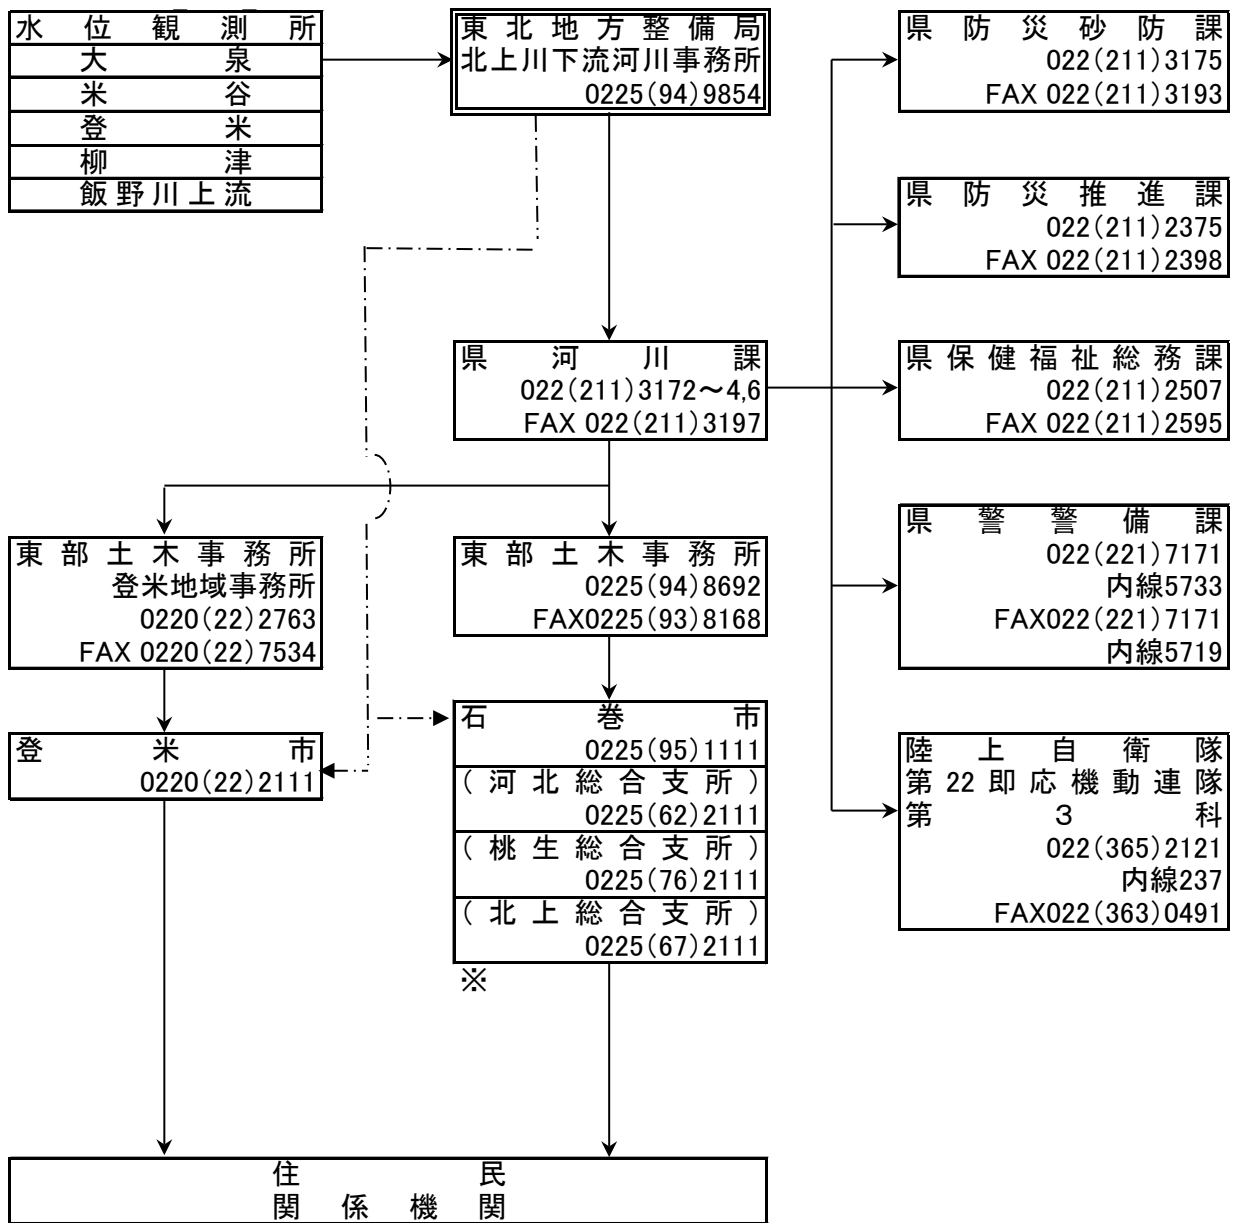 水位観測所
大泉
米谷
登米
柳津
飯野川上流
東北地方整備局
北上川下流河川事務所
0225(94)9854
県防災砂防課
022(211)3175
FAX 022(211)3193
県防災推進課
022(211)2375
FAX 022(211)2398
県河川課
022(211)3172～4,6
FAX 022(211)3197
県保健福祉総務課
022(211)2507
FAX 022(211)2595
県警警備課
022(221)7171
内線5733
FAX022(221)7171
内線5719
東部土木事務所
登米地域事務所
0220(22)2763
FAX 0220(22)7534
東部土木事務所
0225(94)8692
FAX0225(93)8168
登米市
0220(22)2111
石巻市
0225(95)1111
(河北総合支所)
0225(62)2111
(桃生総合支所)
0225(76)2111
(北上総合支所)
0225(67)2111
※
陸上自衛隊
第22即応機動連隊
第3科
022(365)2121
内線237
FAX022(363)0491
住民
関係機関